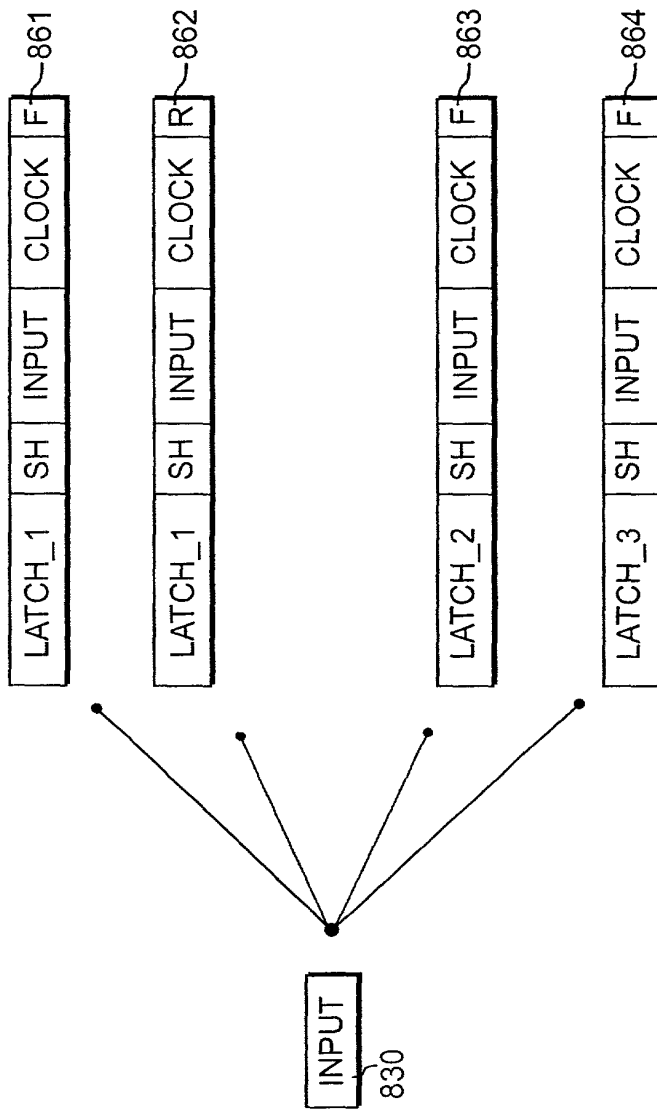 LATCH_1 SH INPUT CLOCK F 861
LATCH_1 SH INPUT CLOCK R 862
LATCH_2 SH INPUT CLOCK F 863
LATCH_3 SH INPUT CLOCK F 864
INPUT
830